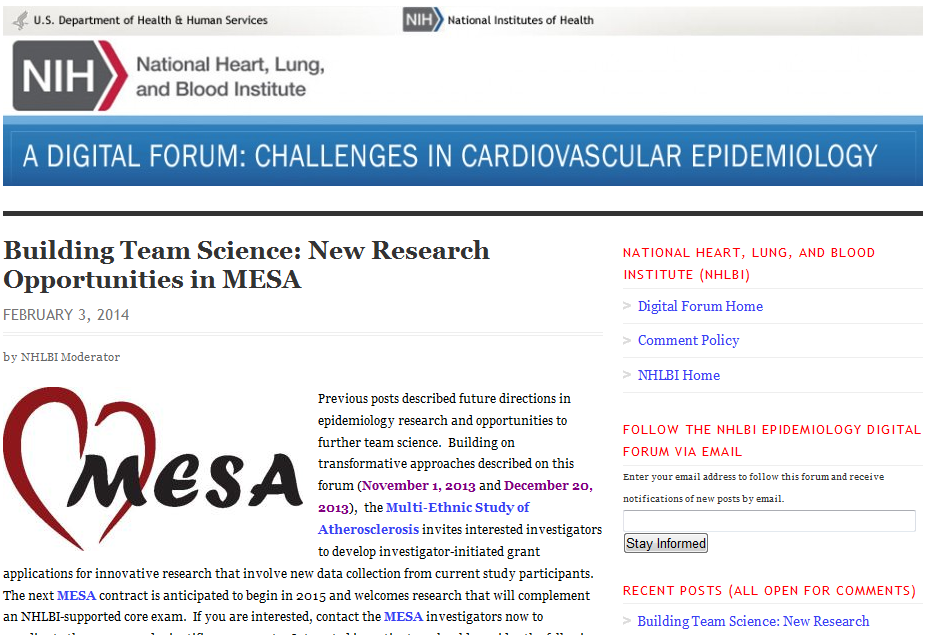 U.S. Department of Health & Human Services
NIH National Institutes of Health
NIH National Heart, Lung,
and Blood Institute
A DIGITAL FORUM: CHALLENGES IN CARDIOVASCULAR EPIDEMIOLOGY
Building Team Science: New Research
Opportunities in MESA
FEBRUARY 3, 2014
by NHLBI Moderator
MESA
Previous posts described future directions in
epidemiology research and opportunities to
further team science. Building on
transformative approaches described on this
forum (November 1, 2013 and December 20,
2013), the Multi-Ethnic Study of
Atherosclerosis invites interested investigators
to develop investigator-initiated grant
applications for innovative research that involve new data collection from current study participants.
The next MESA contract is anticipated to begin in 2015 and welcomes research that will complement
an NHLBI-supported core exam. If you are interested, contact the MESA investigators now to
NATIONAL HEART, LUNG, AND BLOOD
INSTITUTE (NHLBI)
> Digital Forum Home
> Comment Policy
> NHLBI Home
FOLLOW THE NHLBI EPIDEMIOLOGY DIGITAL
FORUM VIA EMAIL
Enter your email address to follow this forum and receive
notifications of new posts by email.
Stay Informed
RECENT POSTS (ALL OPEN FOR COMMENTS)
> Building Team Science: New Research